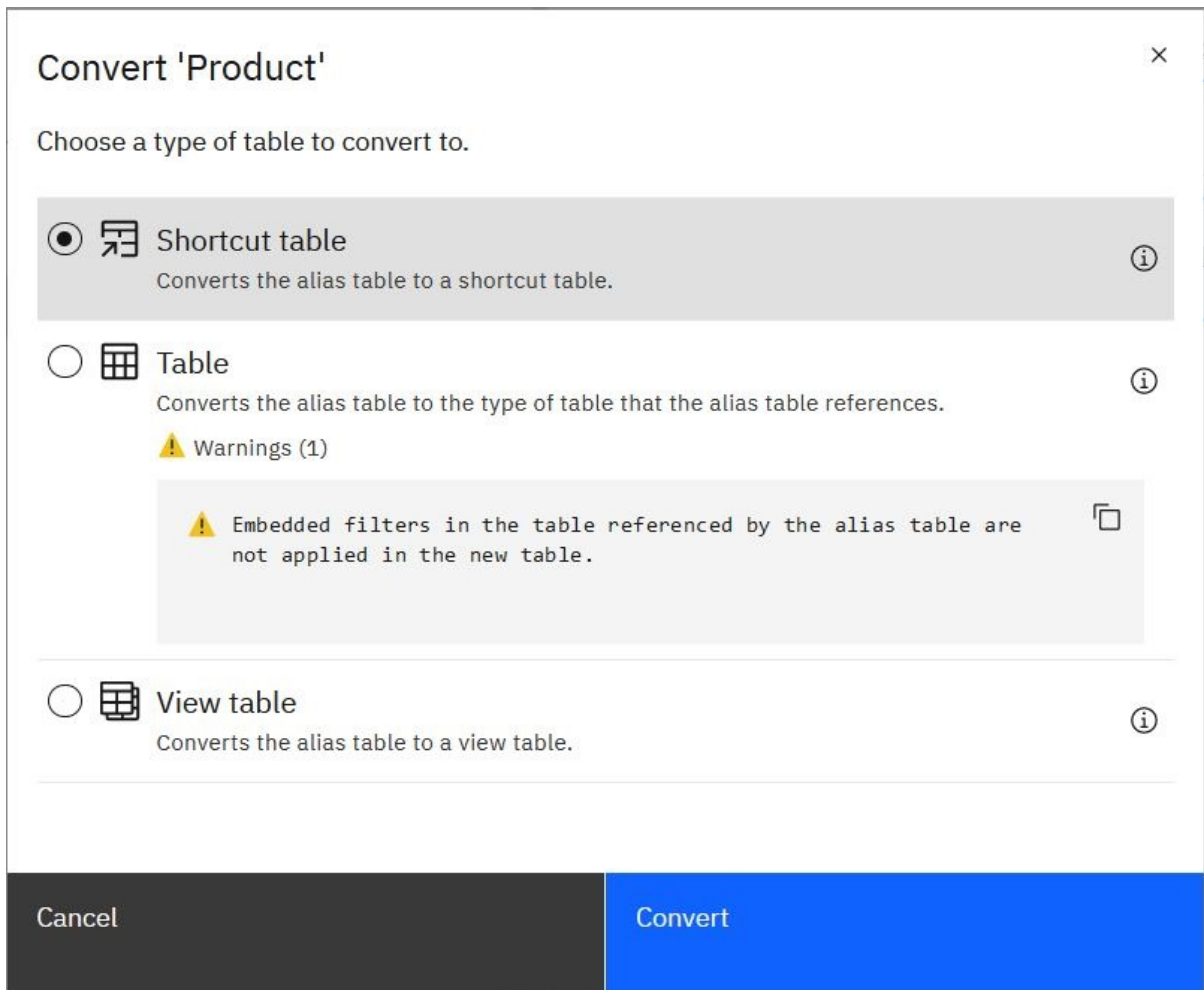 Convert 'Product'
Choose a type of table to convert to.
Shortcut table
Converts the alias table to a shortcut table.
Table
Converts the alias table to the type of table that the alias table references.
Warnings (1)
Embedded filters in the table referenced by the alias table are
not applied in the new table.
View table
Converts the alias table to a view table.
Cancel
Convert